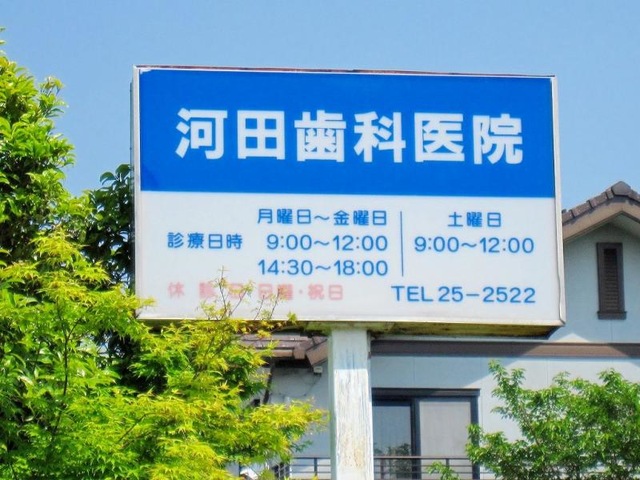 河田歯科医院
月曜日～金曜日 土曜日
診療日時 9:00～12:00 9:00～12:00
14:30～18:00
休診日 日曜・祝日 TEL 25-2522